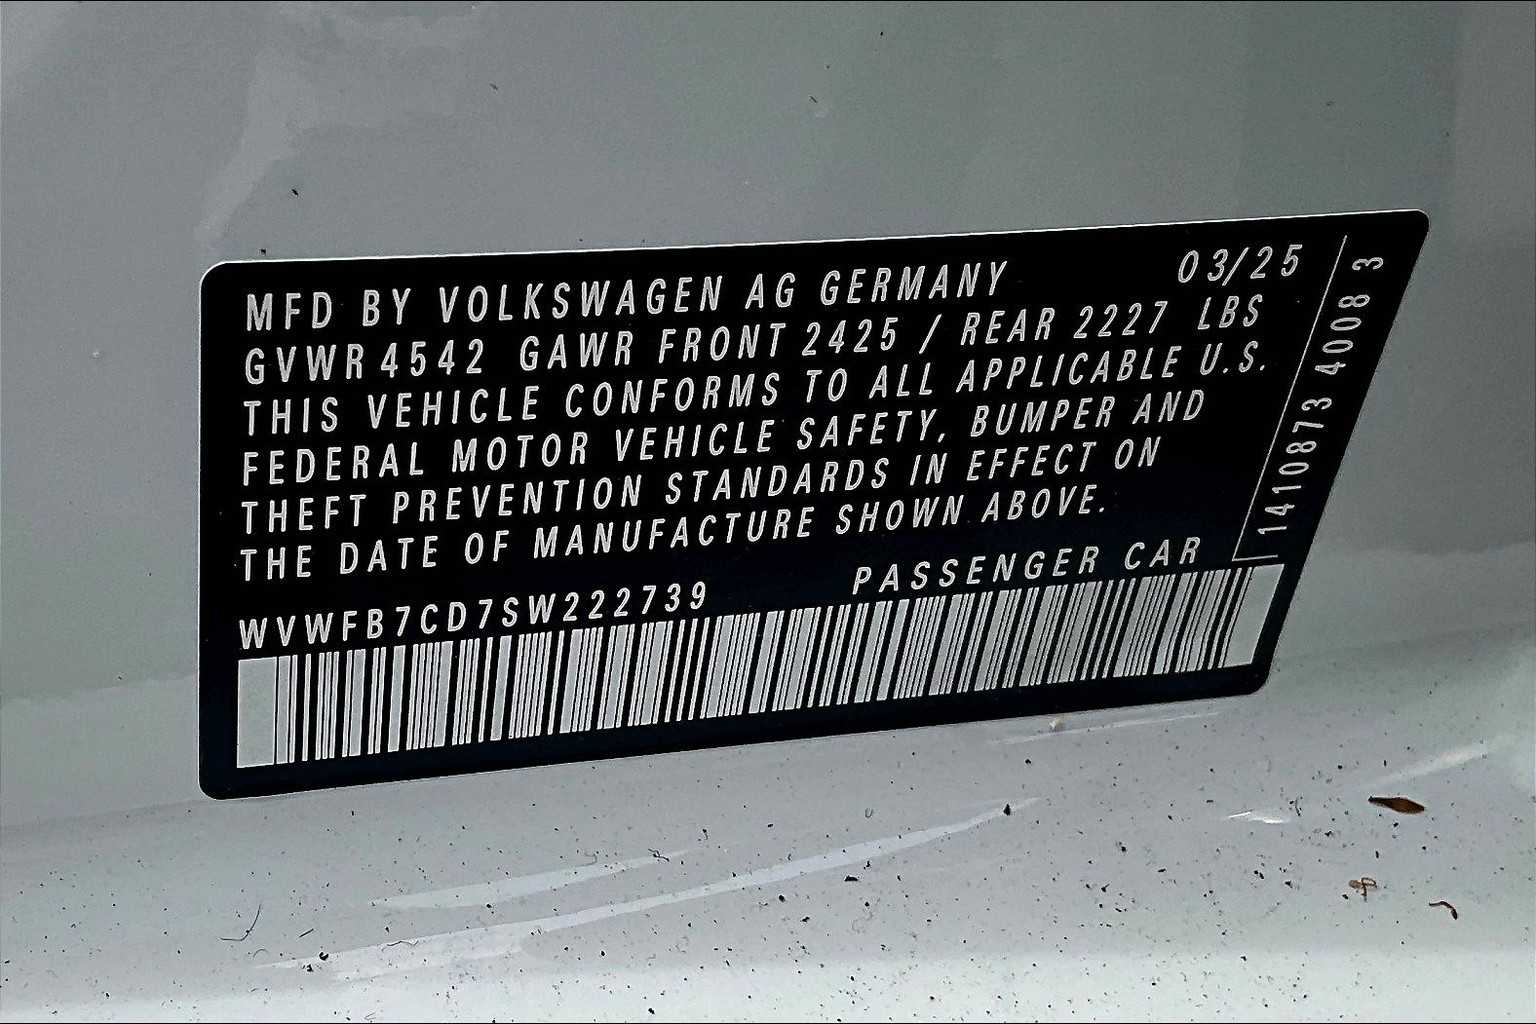 MFD BY VOLKSWAGEN AG GERMANY 03/25
GVWR 4542 GAWR FRONT 2425 / REAR 2227 LBS
THIS VEHICLE CONFORMS TO ALL APPLICABLE U.S.
FEDERAL MOTOR VEHICLE SAFETY, BUMPER AND
THEFT PREVENTION STANDARDS IN EFFECT ON
THE DATE OF MANUFACTURE SHOWN ABOVE.
WVWFB7CD7SW222739 PASSENGER CAR
1410873 4008 3